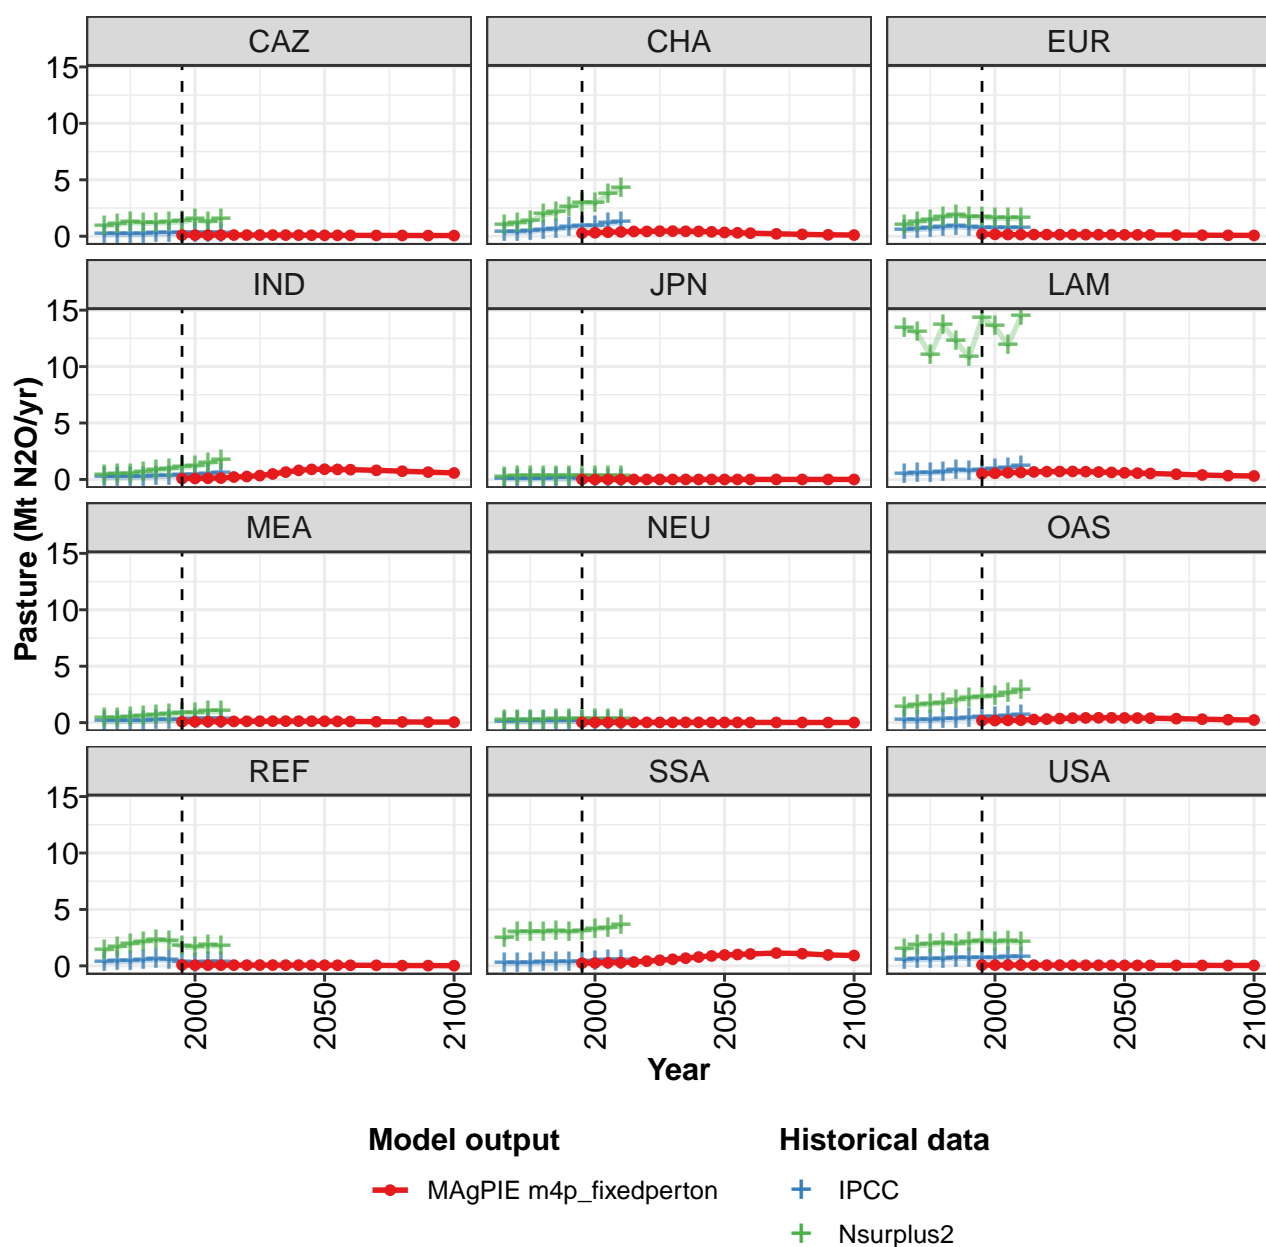 CAZ CHA EUR
15
10
5
0
IND JPN LAM
15
10
5
0
MEA NEU OAS
15
10
5
0
REF SSA USA
15
10
5
0
Pasture (Mt N2O/yr)
2000 2050 2100 2000 2050 2100 2000 2050 2100
Year
Model output
MAgPIE m4p_fixedperton
Historical data
IPCC
Nsurplus2